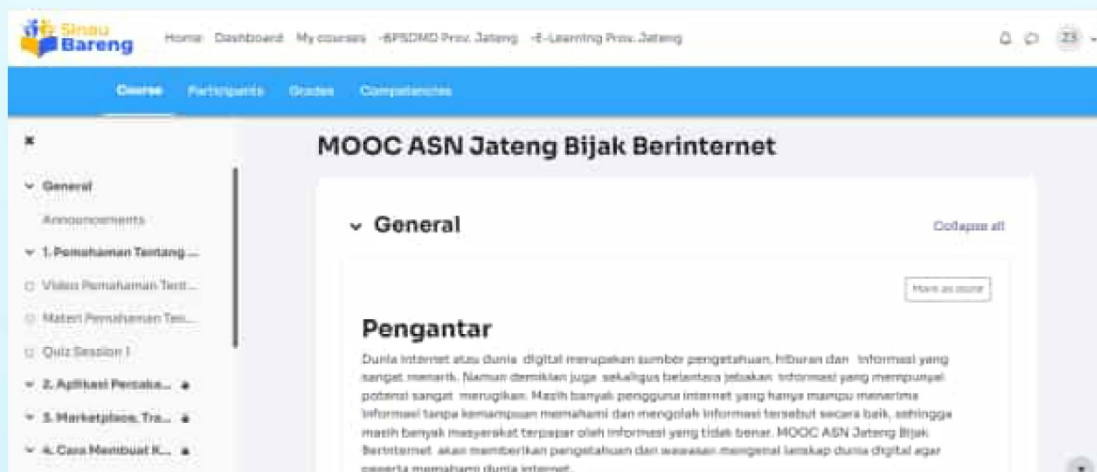 Sinau
Bareng
Home Dashboard My courses -BPSDMD Prov. Jateng -E-Learning Prov. Jateng
ZS
Course Participants Grades Competencies
MOOC ASN Jateng Bijak Berinternet
General
Announcements
1. Pemahaman Tentang ...
Video Pemahaman Tent...
Materi Pemahaman Ten...
Quiz Session 1
2. Aplikasi Percaka...
3. Marketplace, Tra...
4. Cara Membuat K...
General
Collapse all
Mark as done
Pengantar
Dunia internet atau dunia digital merupakan sumber pengetahuan, hiburan dan informasi yang
sangat menarik. Namun demikian juga sekaligus belantara jebakan informasi yang mempunyai
potensi sangat merugikan. Masih banyak pengguna internet yang hanya mampu menerima
informasi tanpa kemampuan memahami dan mengolah informasi tersebut secara baik, sehingga
masih banyak masyarakat terpapar oleh informasi yang tidak benar. MOOC ASN Jateng Bijak
Berinternet akan memberikan pengetahuan dan wawasan mengenai lanskap dunia digital agar
peserta memahami dunia internet.